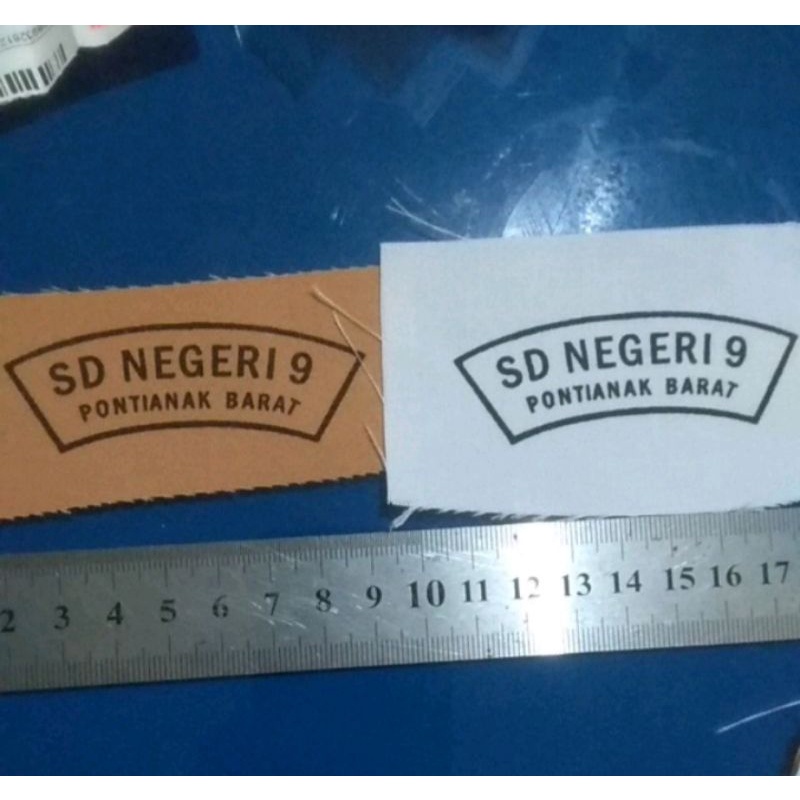 SD NEGERI 9
PONTIANAK BARAT
SD NEGERI 9
PONTIANAK BARAT
2 3 4 5 6 7 8 9 10 11 12 13 14 15 16 17